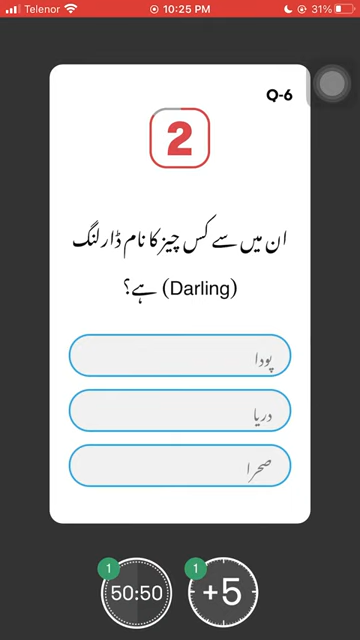 Telenor 10:25 PM 31%
Q-6
2
ان میں سے کس چیز کا نام ڈارلنگ
(Darling) ہے؟
پودا
دریا
صحرا
1 1
50:50 +5